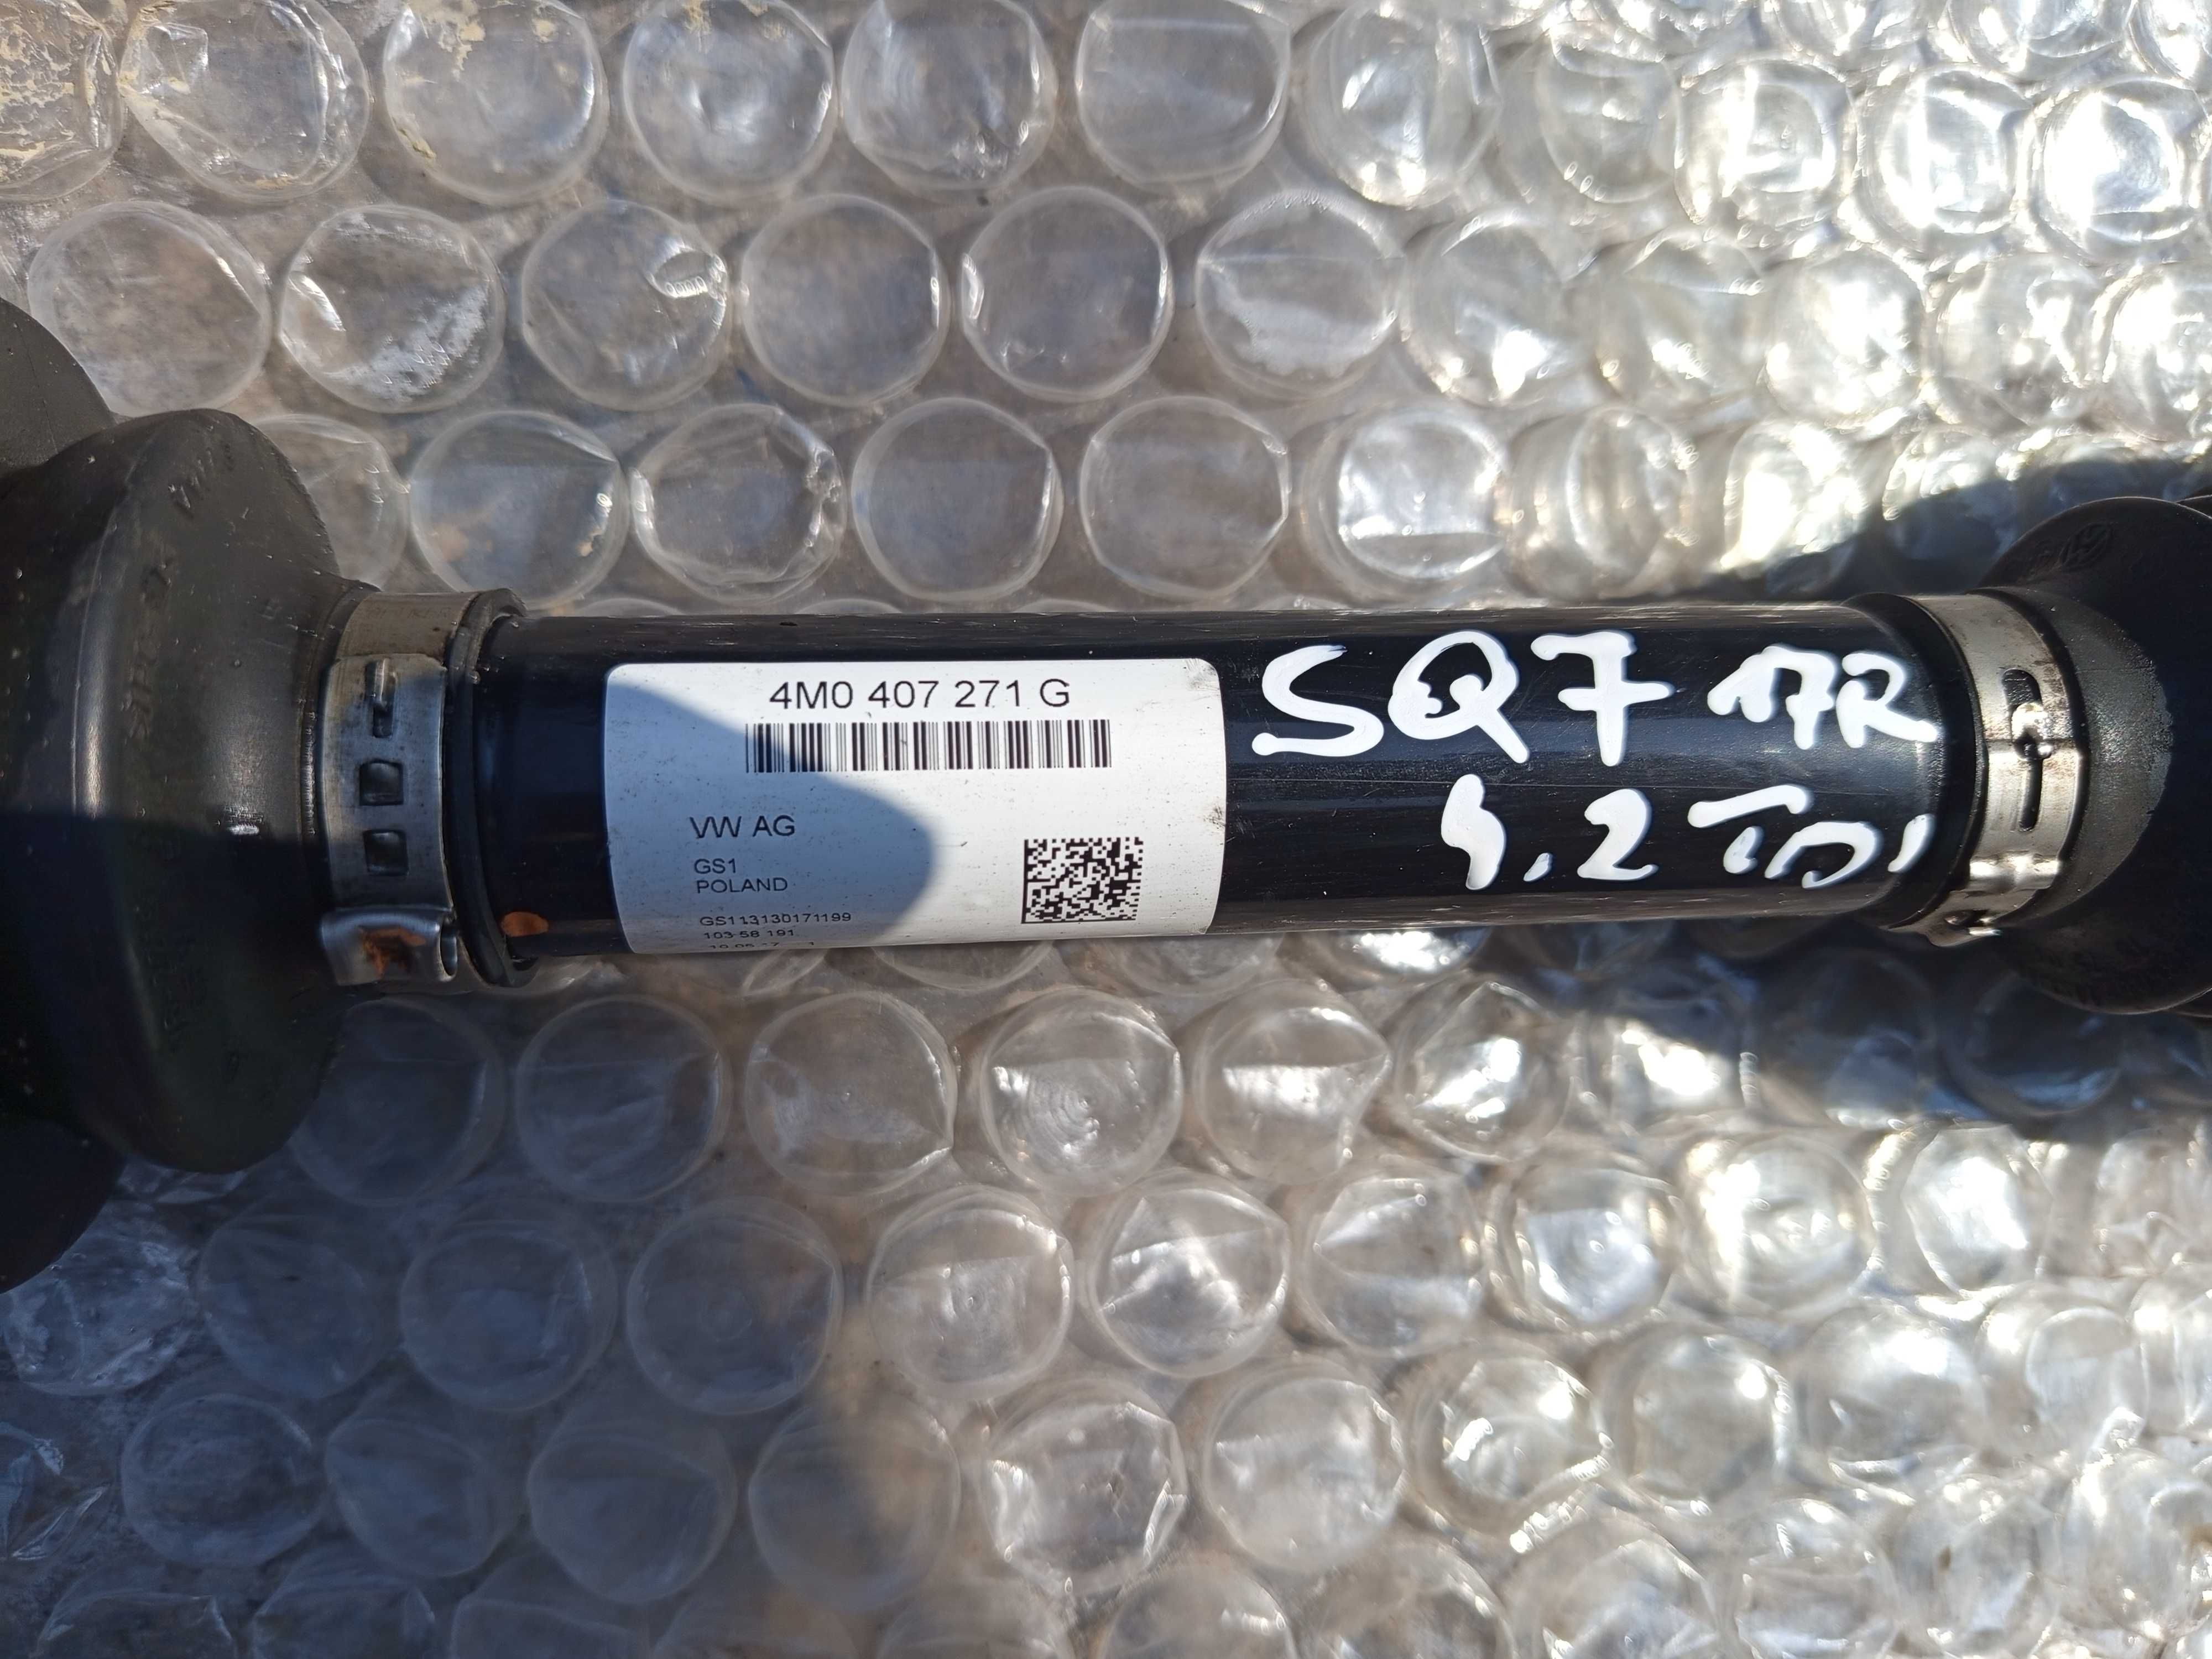 4M0 407 271 G
VW AG
GS1
POLAND
GS113130171199
103 58 191
SQ7 17R
4,2 TDI